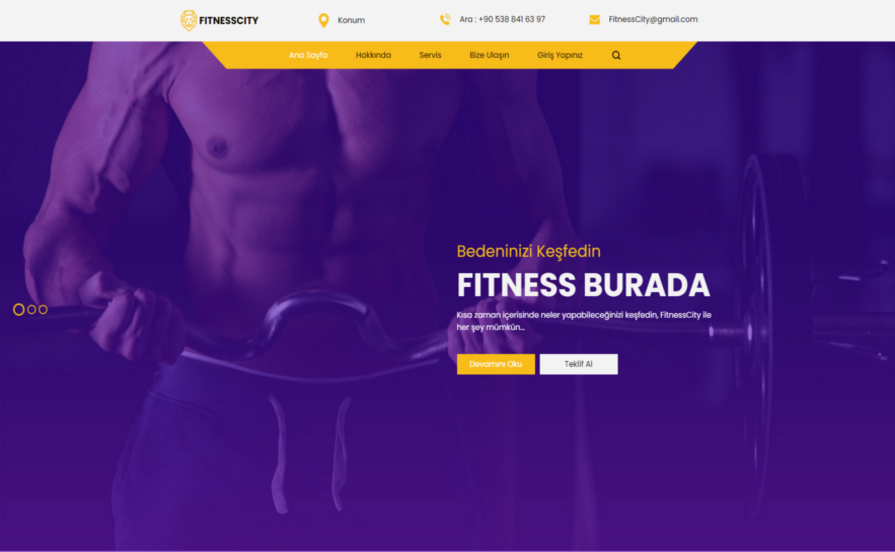 FITNESSCITY
Konum
Ara : +90 538 841 63 97
FitnessCity@gmail.com
Ana Sayfa
Hakkında
Servis
Bize Ulaşın
Giriş Yapınız
Bedeninizi Keşfedin
FITNESS BURADA
Kısa zaman içerisinde neler yapabileceğinizi keşfedin, FitnessCity ile
her şey mümkün...
Devamını Oku
Teklif Al